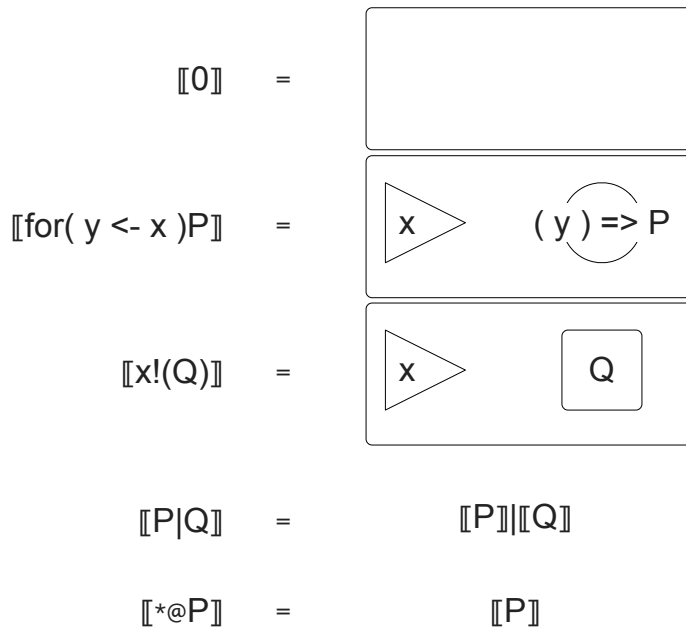 ⟦0⟧ =
⟦for( y <- x )P⟧ = x ( y ) => P
⟦x!(Q)⟧ = x Q
⟦P|Q⟧ = ⟦P⟧|⟦Q⟧
⟦*@P⟧ = ⟦P⟧